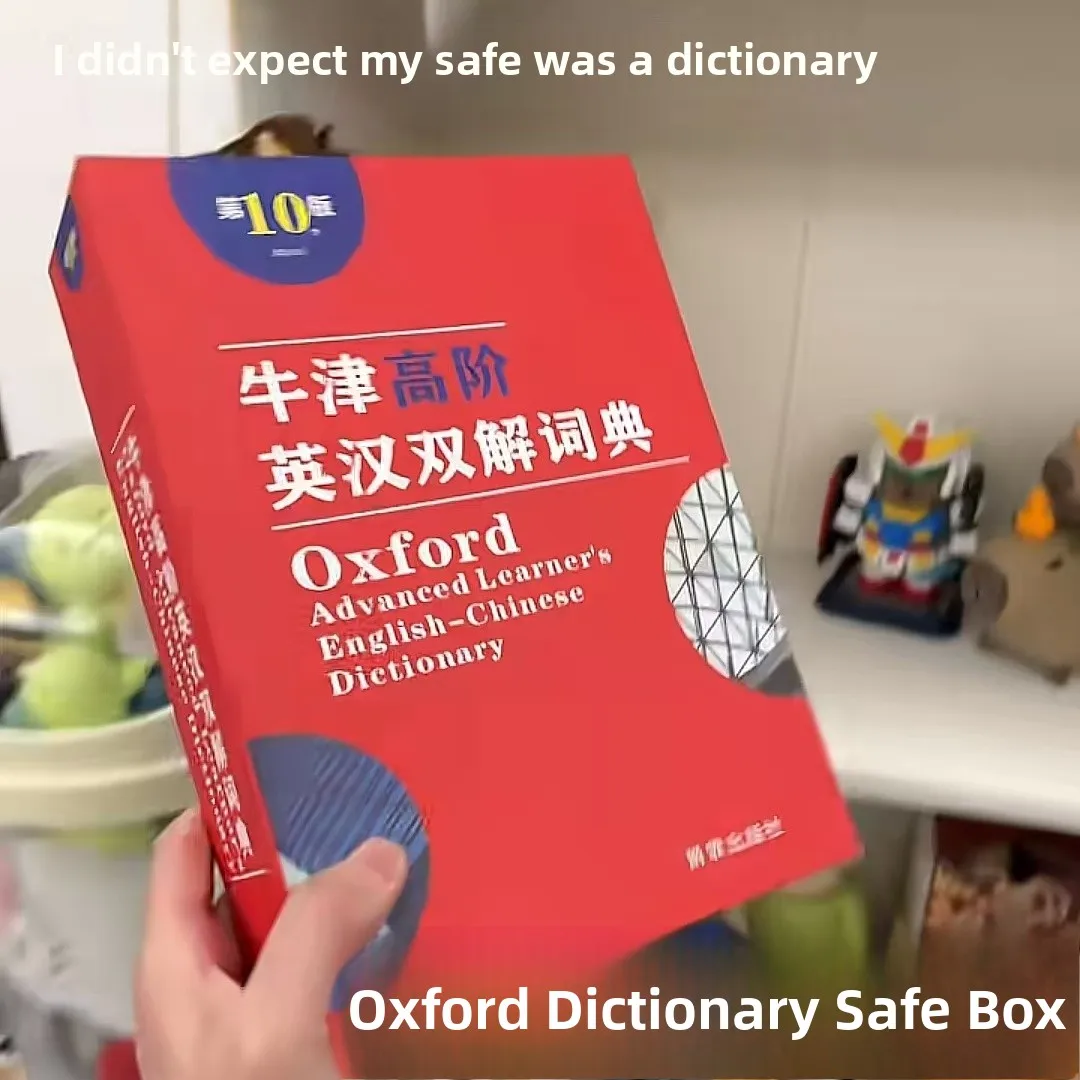 I didn't expect my safe was a dictionary
第10版
牛津高阶
英汉双解词典
Oxford
Advanced Learner's
English-Chinese
Dictionary
Oxford Dictionary Safe Box